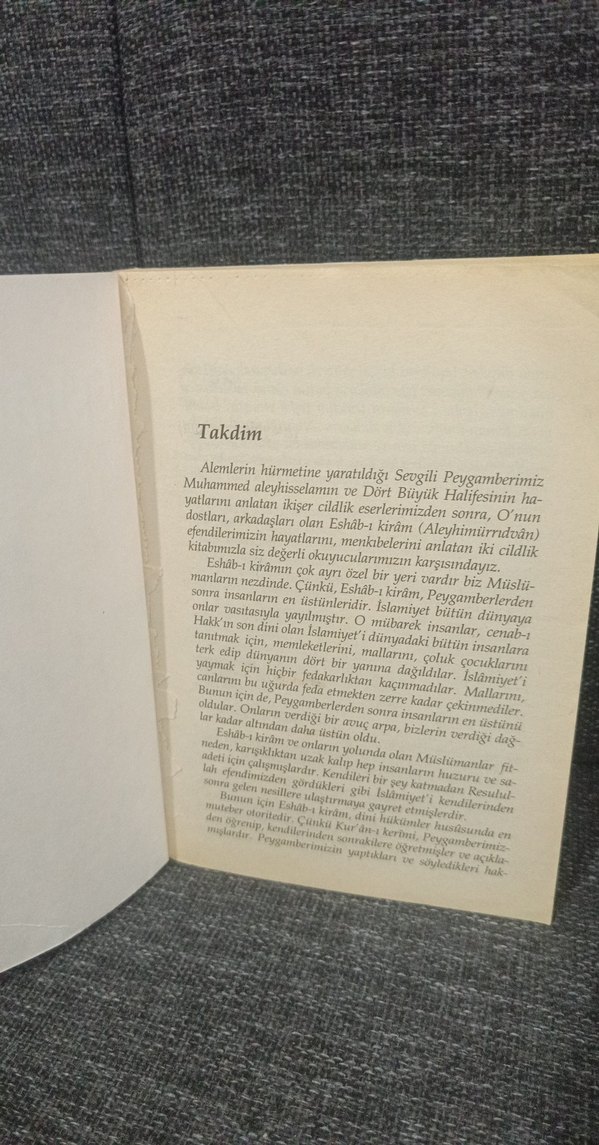 Takdim
Alemlerin hürmetine yaratıldığı Sevgili Peygamberimiz
Muhammed aleyhisselamın ve Dört Büyük Halifesinin ha-
yatlarını anlatan ikişer cildlik eserlerimizden sonra, O'nun
dostları, arkadaşları olan Eshâb-ı kirâm (Aleyhimürrıdvân)
efendilerimizin hayatlarını, menkıbelerini anlatan iki cildlik
kitabımızla siz değerli okuyucularımızın karşısındayız.
Eshâb-ı kirâmın çok ayrı özel bir yeri vardır biz Müslü-
manların nezdinde. Çünkü, Eshâb-ı kirâm, Peygamberlerden
sonra insanların en üstünleridir. İslamiyet bütün dünyaya
onlar vasıtasıyla yayılmıştır. O mübarek insanlar, cenab-ı
Hakk'ın son dini olan İslamiyet'i dünyadaki bütün insanlara
tanıtmak için, memleketlerini, mallarını, çoluk çocuklarını
terk edip dünyanın dört bir yanına dağıldılar. İslâmiyet'i
yaymak için hiçbir fedakarlıktan kaçınmadılar. Mallarını,
canlarını bu uğurda feda etmekten zerre kadar çekinmediler.
Bunun için de, Peygamberlerden sonra insanların en üstünü
oldular. Onların verdiği bir avuç arpa, bizlerin verdiği dağ-
lar kadar altından daha üstün oldu.
Eshâb-ı kirâm ve onların yolunda olan Müslümanlar fit-
neden, karışıklıktan uzak kalıp hep insanların huzuru ve sa-
adeti için çalışmışlardır. Kendileri bir şey katmadan Resulul-
lah efendimizden gördükleri gibi İslâmiyet'i kendilerinden
sonra gelen nesillere ulaştırmaya gayret etmişlerdir.
Bunun için Eshâb-ı kirâm, dini hükümler husûsunda en
muteber otoritedir. Çünkü Kur'ân-ı kerîmi, Peygamberimiz-
den öğrenip, kendilerinden sonrakilere öğretmişler ve açıkla-
mışlardır. Peygamberimizin yaptıkları ve söyledikleri hak-